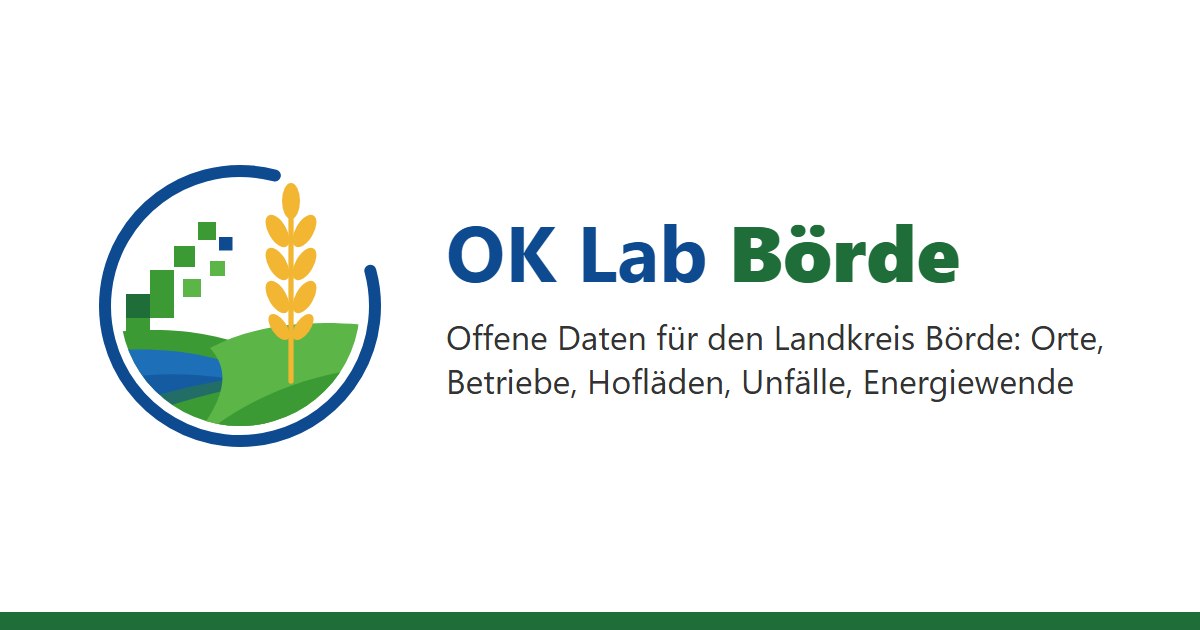 OK Lab Börde
Offene Daten für den Landkreis Börde: Orte,
Betriebe, Hofläden, Unfälle, Energiewende